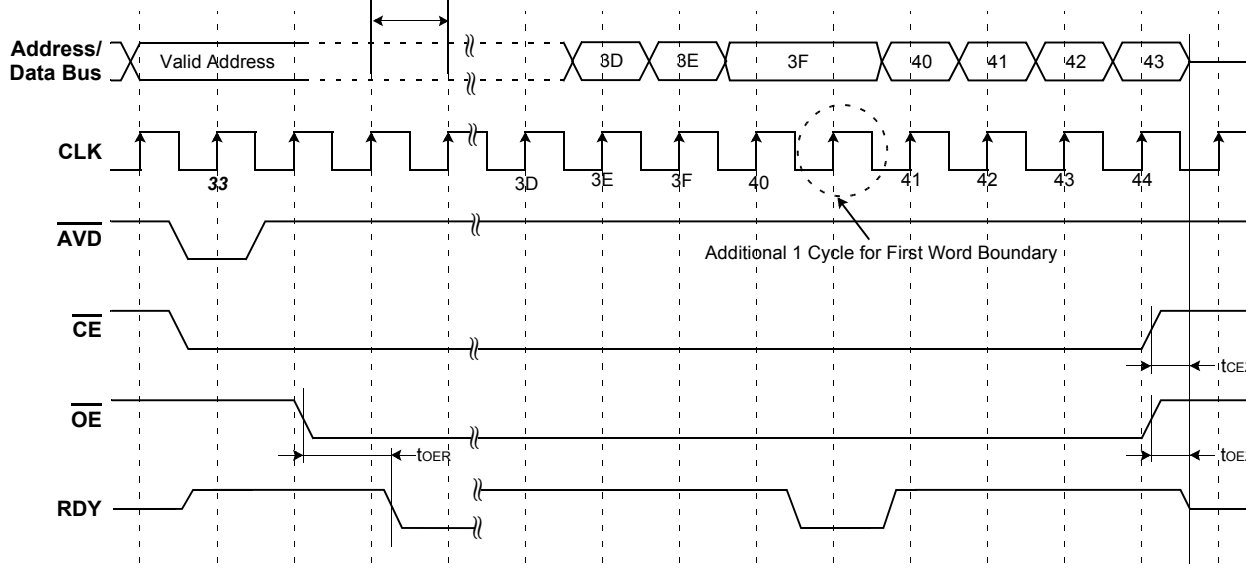 Address/
Data Bus
Valid Address
3D 3E 3F 40 41 42 43
CLK
33 3D 3E 3F 40 41 42 43 44
AVD
Additional 1 Cycle for First Word Boundary
CE
tCE
OE
tOER
tOE
RDY